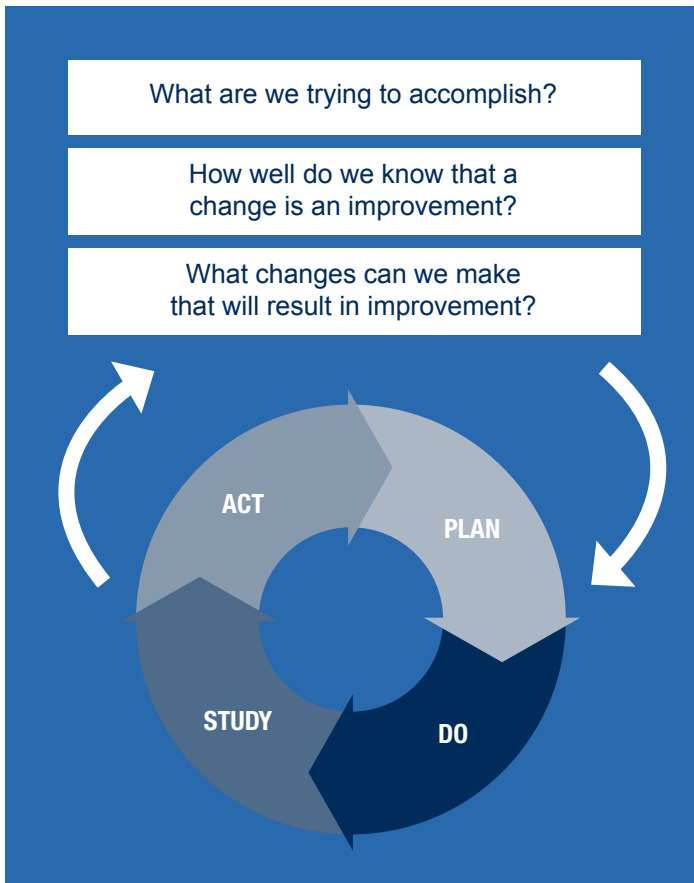 What are we trying to accomplish?
How well do we know that a
change is an improvement?
What changes can we make
that will result in improvement?
ACT
PLAN
STUDY
DO